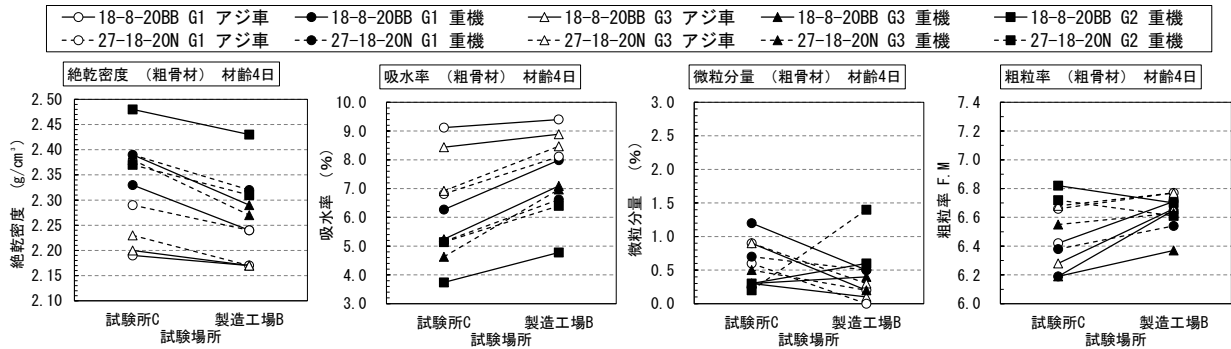 18-8-20BB G1 アジ車 18-8-20BB G1 重機 18-8-20BB G3 アジ車 18-8-20BB G3 重機 18-8-20BB G2 重機
27-18-20N G1 アジ車 27-18-20N G1 重機 27-18-20N G3 アジ車 27-18-20N G3 重機 27-18-20N G2 重機
絶乾密度 (粗骨材) 材齢4日
2.50
2.45
2.40
2.35
2.30
2.25
2.20
2.15
2.10
絶乾密度 (g/cm³)
試験所C 製造工場B
試験場所
吸水率 (粗骨材) 材齢4日
10.0
9.0
8.0
7.0
6.0
5.0
4.0
3.0
吸水率 (%)
試験所C 製造工場B
試験場所
微粒分量 (粗骨材) 材齢4日
3.0
2.5
2.0
1.5
1.0
0.5
0.0
微粒分量 (%)
試験所C 製造工場B
試験場所
粗粒率 (粗骨材) 材齢4日
7.4
7.2
7.0
6.8
6.6
6.4
6.2
6.0
粗粒率 F.M
試験所C 製造工場B
試験場所